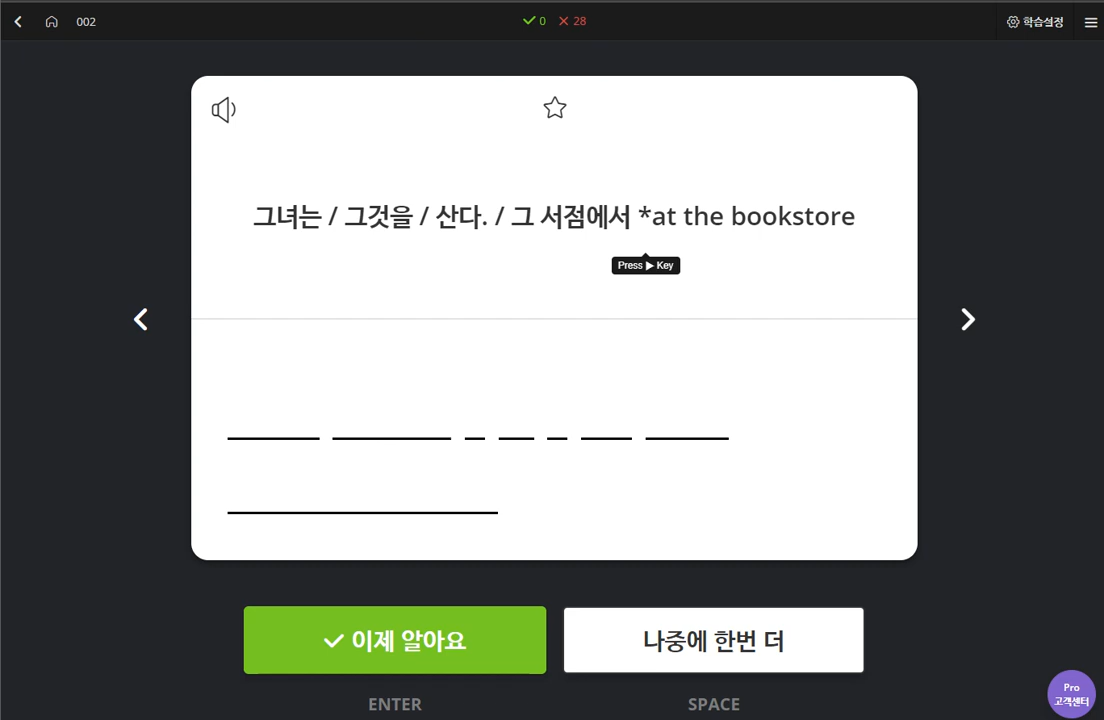 002
0
28
학습설정
그녀는 / 그것을 / 산다. / 그 서점에서 *at the bookstore
Press ▶ Key
이제 알아요
나중에 한번 더
ENTER
SPACE
Pro
고객센터